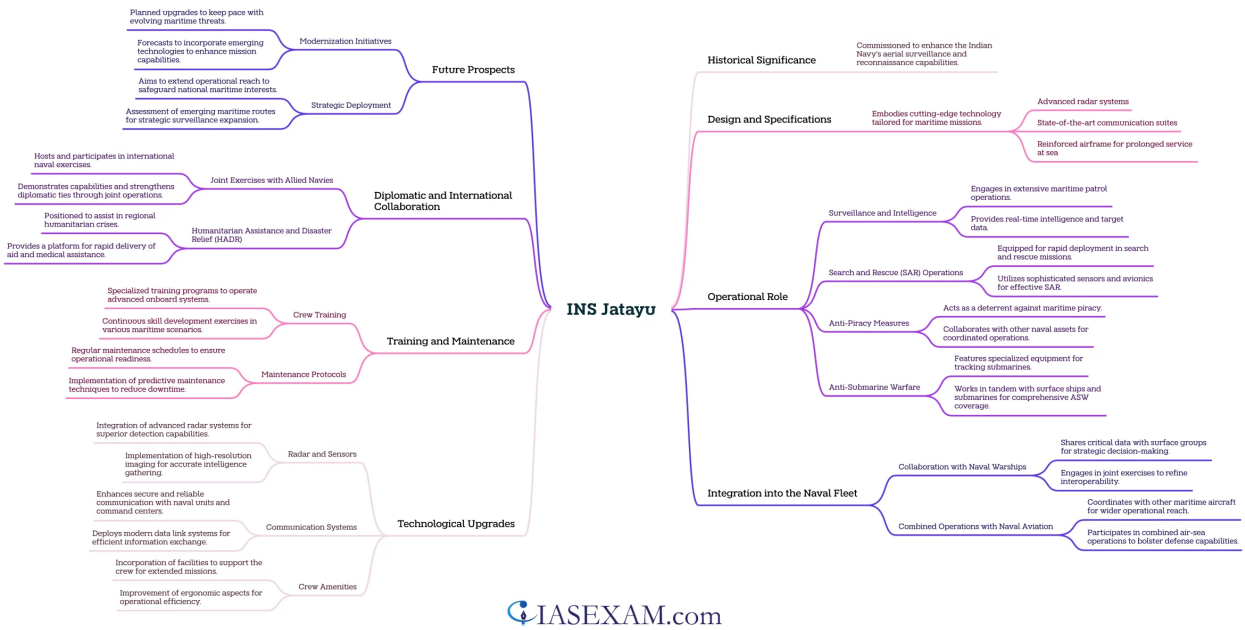 INS Jatayu
Historical Significance
Commissioned to enhance the Indian
Navy's aerial surveillance and
reconnaissance capabilities.
Design and Specifications
Embodies cutting-edge technology
tailored for maritime missions.
Advanced radar systems
State-of-the-art communication suites
Reinforced airframe for prolonged service
at sea
Operational Role
Surveillance and Intelligence
Engages in extensive maritime patrol
operations.
Provides real-time intelligence and target
data.
Search and Rescue (SAR) Operations
Equipped for rapid deployment in search
and rescue missions.
Utilizes sophisticated sensors and avionics
for effective SAR.
Anti-Piracy Measures
Acts as a deterrent against maritime piracy.
Collaborates with other naval assets for
coordinated operations.
Anti-Submarine Warfare
Features specialized equipment for
tracking submarines.
Works in tandem with surface ships and
submarines for comprehensive ASW
coverage.
Integration into the Naval Fleet
Collaboration with Naval Warships
Shares critical data with surface groups
for strategic decision-making.
Engages in joint exercises to refine
interoperability.
Combined Operations with Naval Aviation
Coordinates with other maritime aircraft
for wider operational reach.
Participates in combined air-sea
operations to bolster defense capabilities.
Future Prospects
Modernization Initiatives
Planned upgrades to keep pace with
evolving maritime threats.
Forecasts to incorporate emerging
technologies to enhance mission
capabilities.
Strategic Deployment
Aims to extend operational reach to
safeguard national maritime interests.
Assessment of emerging maritime routes
for strategic surveillance expansion.
Diplomatic and International
Collaboration
Joint Exercises with Allied Navies
Hosts and participates in international
naval exercises.
Demonstrates capabilities and strengthens
diplomatic ties through joint operations.
Humanitarian Assistance and Disaster
Relief (HADR)
Positioned to assist in regional
humanitarian crises.
Provides a platform for rapid delivery of
aid and medical assistance.
Training and Maintenance
Crew Training
Specialized training programs to operate
advanced onboard systems.
Continuous skill development exercises in
various maritime scenarios.
Maintenance Protocols
Regular maintenance schedules to ensure
operational readiness.
Implementation of predictive maintenance
techniques to reduce downtime.
Technological Upgrades
Radar and Sensors
Integration of advanced radar systems for
superior detection capabilities.
Implementation of high-resolution
imaging for accurate intelligence
gathering.
Communication Systems
Enhances secure and reliable
communication with naval units and
command centers.
Deploys modern data link systems for
efficient information exchange.
Crew Amenities
Incorporation of facilities to support the
crew for extended missions.
Improvement of ergonomic aspects for
operational efficiency.
IASEXAM.com